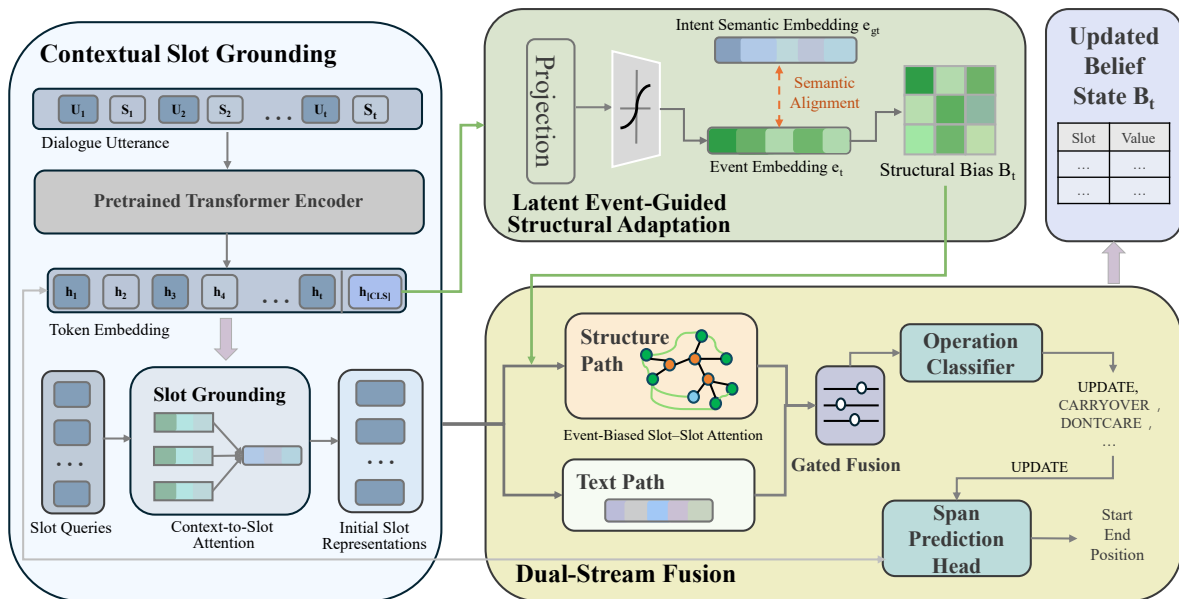 Contextual Slot Grounding
U1 S1 U2 S2 ... Ut St
Dialogue Utterance
Pretrained Transformer Encoder
h1 h2 h3 h4 ... ht h[CLS]
Token Embedding
Slot Grounding
...
...
Slot Queries
Context-to-Slot
Attention
Initial Slot
Representations
Intent Semantic Embedding egt
Projection
Semantic
Alignment
Event Embedding et
Structural Bias Bt
Latent Event-Guided
Structural Adaptation
Updated
Belief
State Bt
Slot Value
... ...
... ...
Structure
Path
Event-Biased Slot–Slot Attention
Text Path
Gated Fusion
Operation
Classifier
UPDATE,
CARRYOVER ,
DONTCARE ,
...
UPDATE
Span
Prediction
Head
Start
End
Position
Dual-Stream Fusion